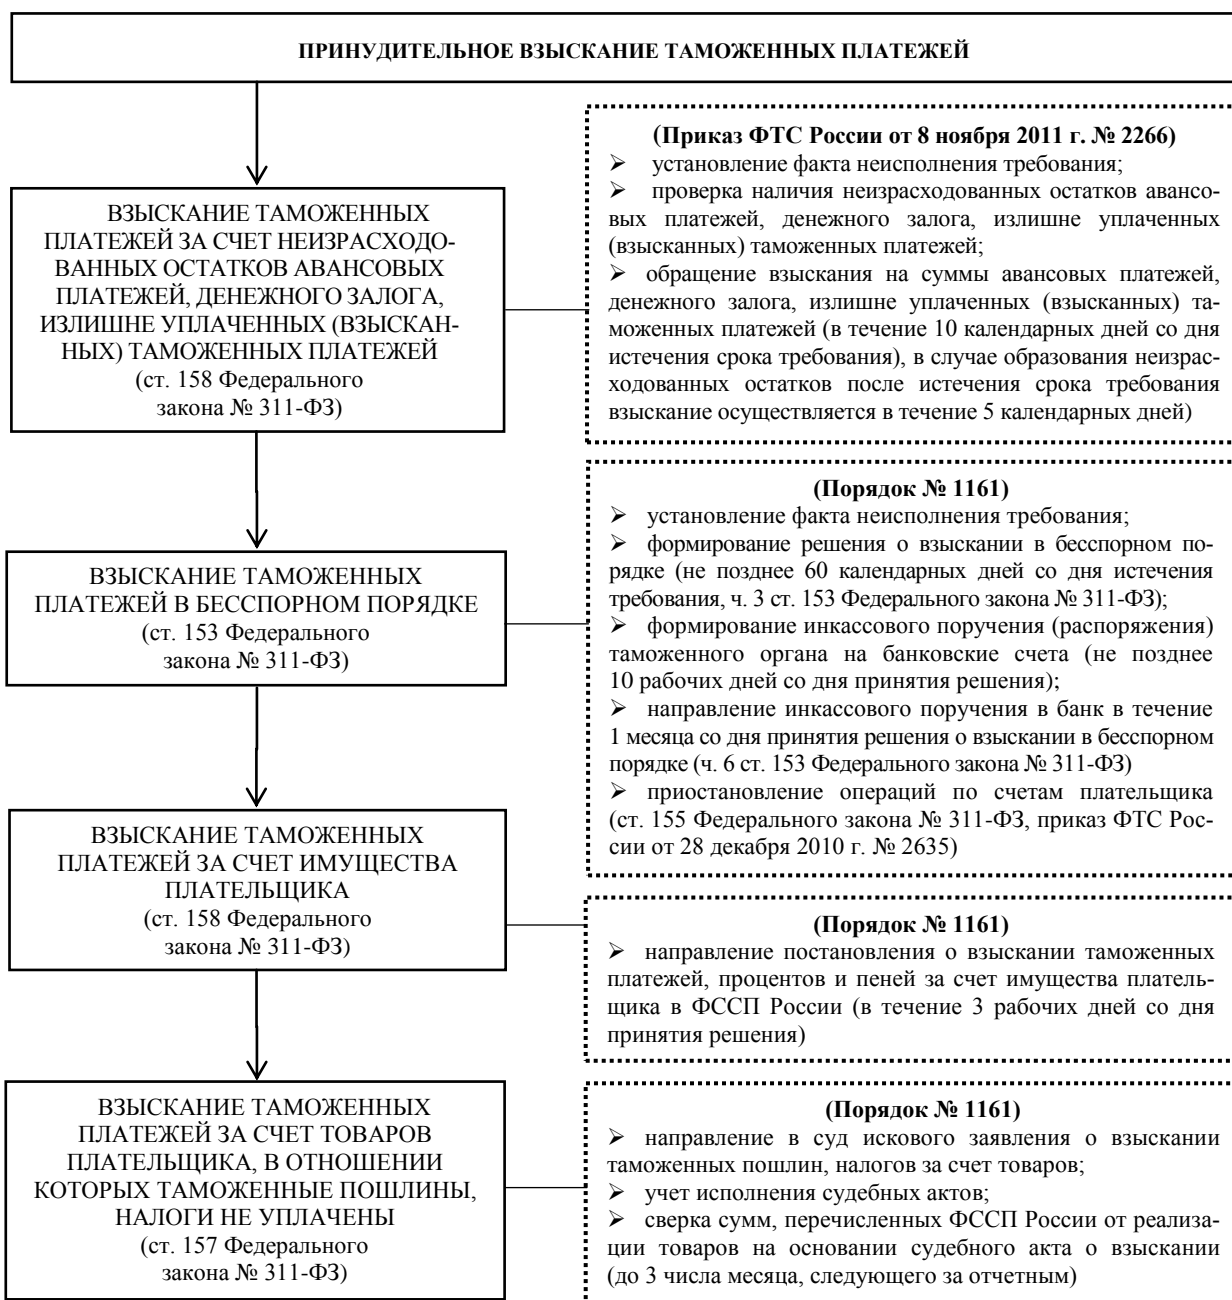 ПРИНУДИТЕЛЬНОЕ ВЗЫСКАНИЕ ТАМОЖЕННЫХ ПЛАТЕЖЕЙ
ВЗЫСКАНИЕ ТАМОЖЕННЫХ
ПЛАТЕЖЕЙ ЗА СЧЕТ НЕИЗРАСХОДО-
ВАННЫХ ОСТАТКОВ АВАНСОВЫХ
ПЛАТЕЖЕЙ, ДЕНЕЖНОГО ЗАЛОГА,
ИЗЛИШНЕ УПЛАЧЕННЫХ (ВЗЫСКАН-
НЫХ) ТАМОЖЕННЫХ ПЛАТЕЖЕЙ
(ст. 158 Федерального
закона № 311-ФЗ)
(Приказ ФТС России от 8 ноября 2011 г. № 2266)
➢ установление факта неисполнения требования;
➢ проверка наличия неизрасходованных остатков авансо-
вых платежей, денежного залога, излишне уплаченных
(взысканных) таможенных платежей;
➢ обращение взыскания на суммы авансовых платежей,
денежного залога, излишне уплаченных (взысканных) та-
моженных платежей (в течение 10 календарных дней со дня
истечения срока требования), в случае образования неизрас-
ходованных остатков после истечения срока требования
взыскание осуществляется в течение 5 календарных дней)
ВЗЫСКАНИЕ ТАМОЖЕННЫХ
ПЛАТЕЖЕЙ В БЕССПОРНОМ ПОРЯДКЕ
(ст. 153 Федерального
закона № 311-ФЗ)
(Порядок № 1161)
➢ установление факта неисполнения требования;
➢ формирование решения о взыскании в бесспорном по-
рядке (не позднее 60 календарных дней со дня истечения
требования, ч. 3 ст. 153 Федерального закона № 311-ФЗ);
➢ формирование инкассового поручения (распоряжения)
таможенного органа на банковские счета (не позднее
10 рабочих дней со дня принятия решения);
➢ направление инкассового поручения в банк в течение
1 месяца со дня принятия решения о взыскании в бесспорном
порядке (ч. 6 ст. 153 Федерального закона № 311-ФЗ)
➢ приостановление операций по счетам плательщика
(ст. 155 Федерального закона № 311-ФЗ, приказ ФТС Рос-
сии от 28 декабря 2010 г. № 2635)
ВЗЫСКАНИЕ ТАМОЖЕННЫХ
ПЛАТЕЖЕЙ ЗА СЧЕТ ИМУЩЕСТВА
ПЛАТЕЛЬЩИКА
(ст. 158 Федерального
закона № 311-ФЗ)
(Порядок № 1161)
➢ направление постановления о взыскании таможенных
платежей, процентов и пеней за счет имущества платель-
щика в ФССП России (в течение 3 рабочих дней со дня
принятия решения)
ВЗЫСКАНИЕ ТАМОЖЕННЫХ
ПЛАТЕЖЕЙ ЗА СЧЕТ ТОВАРОВ
ПЛАТЕЛЬЩИКА, В ОТНОШЕНИИ
КОТОРЫХ ТАМОЖЕННЫЕ ПОШЛИНЫ,
НАЛОГИ НЕ УПЛАЧЕНЫ
(ст. 157 Федерального
закона № 311-ФЗ)
(Порядок № 1161)
➢ направление в суд искового заявления о взыскании
таможенных пошлин, налогов за счет товаров;
➢ учет исполнения судебных актов;
➢ сверка сумм, перечисленных ФССП России от реализа-
ции товаров на основании судебного акта о взыскании
(до 3 числа месяца, следующего за отчетным)